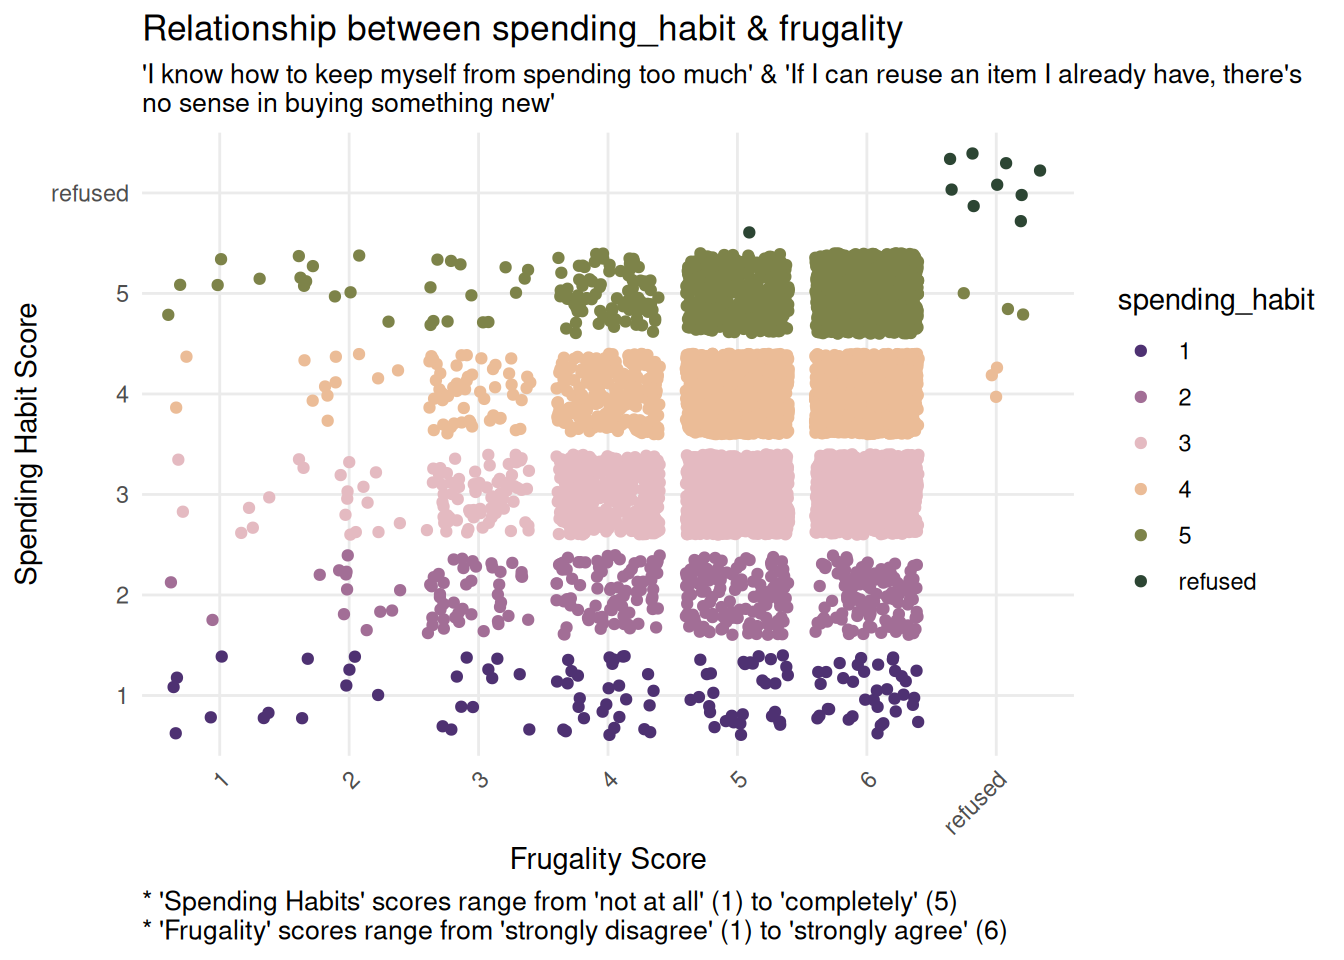 Relationship between spending_habit & frugality
'I know how to keep myself from spending too much' & 'If I can reuse an item I already have, there's
no sense in buying something new'
refused
5
4
3
2
1
Spending Habit Score
1
2
3
4
5
6
refused
Frugality Score
spending_habit
1
2
3
4
5
refused
* 'Spending Habits' scores range from 'not at all' (1) to 'completely' (5)
* 'Frugality' scores range from 'strongly disagree' (1) to 'strongly agree' (6)